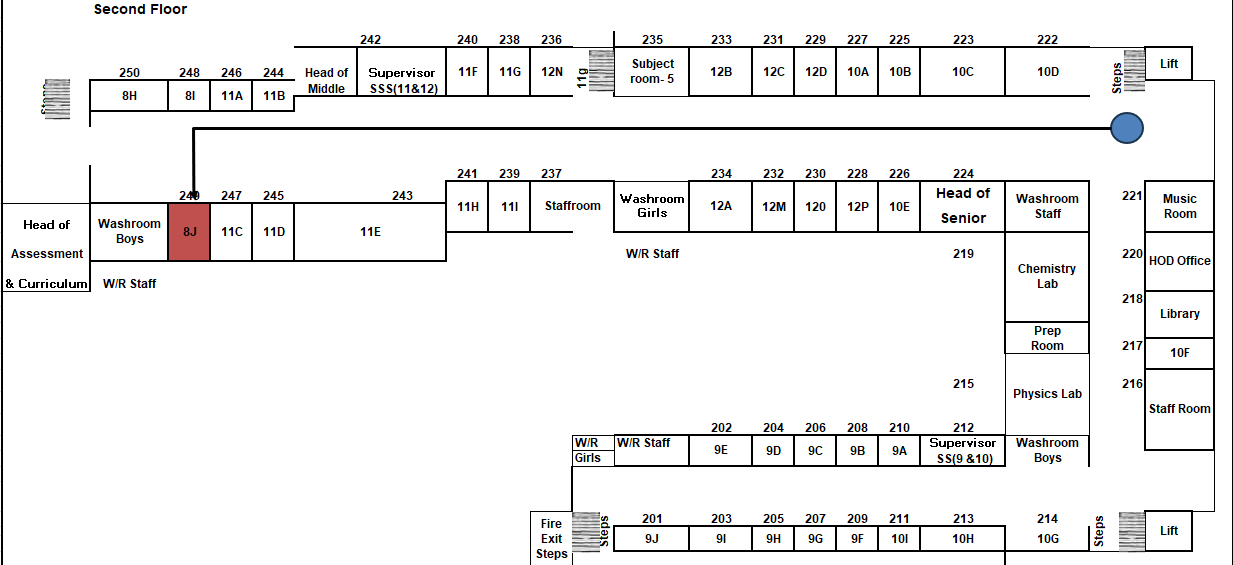 Second Floor
242 240 238 236 235 233 231 229 227 225 223 222
250 248 246 244
Head of
Middle
Supervisor
SSS(11&12)
11F 11G 12N
11g
Subject
room- 5
12B 12C 12D 10A 10B 10C 10D
Steps
Lift
8H 8I 11A 11B
241 239 237 234 232 230 228 226 224
249 247 245 243
11H 11I Staffroom
Washroom
Girls
12A 12M 120 12P 10E
Head of
Senior
Washroom
Staff
221
Music
Room
Head of
Assessment
& Curriculum
Washroom
Boys
8J 11C 11D 11E
W/R Staff
W/R Staff
219
Chemistry
Lab
220
HOD Office
218
Library
Prep
Room
217
10F
215
Physics Lab
216
Staff Room
202 204 206 208 210 212
W/R
Girls
W/R Staff
9E 9D 9C 9B 9A
Supervisor
SS(9 &10)
Washroom
Boys
201 203 205 207 209 211 213 214
Fire
Exit
Steps
Steps
9J 9I 9H 9G 9F 10I 10H 10G
Steps
Lift